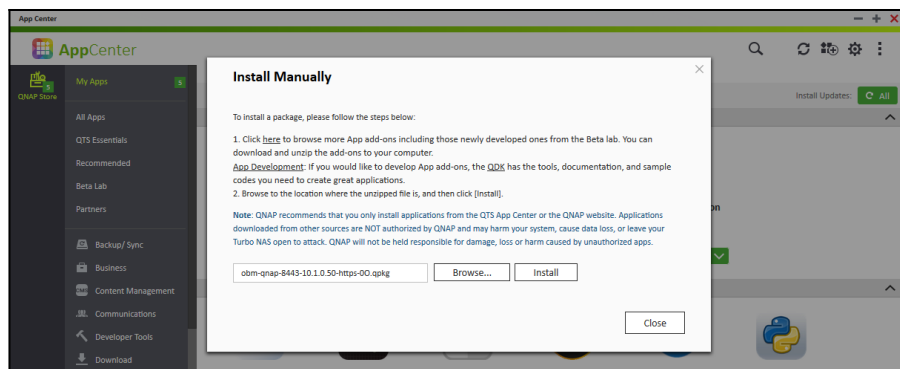 App Center
AppCenter
QNAP Store
5
My Apps
5
All Apps
QTS Essentials
Recommended
Beta Lab
Partners
Backup/ Sync
Business
Content Management
Communications
Developer Tools
Download
Install Updates:
All
Install Manually
To install a package, please follow the steps below:
1. Click here to browse more App add-ons including those newly developed ones from the Beta lab. You can
download and unzip the add-ons to your computer.
App Development: If you would like to develop App add-ons, the QDK has the tools, documentation, and sample
codes you need to create great applications.
2. Browse to the location where the unzipped file is, and then click [Install].
Note: QNAP recommends that you only install applications from the QTS App Center or the QNAP website. Applications
downloaded from other sources are NOT authorized by QNAP and may harm your system, cause data loss, or leave your
Turbo NAS open to attack. QNAP will not be held responsible for damage, loss or harm caused by unauthorized apps.
obm-qnap-8443-10.1.0.50-https-0O.qpkg
Browse...
Install
Close